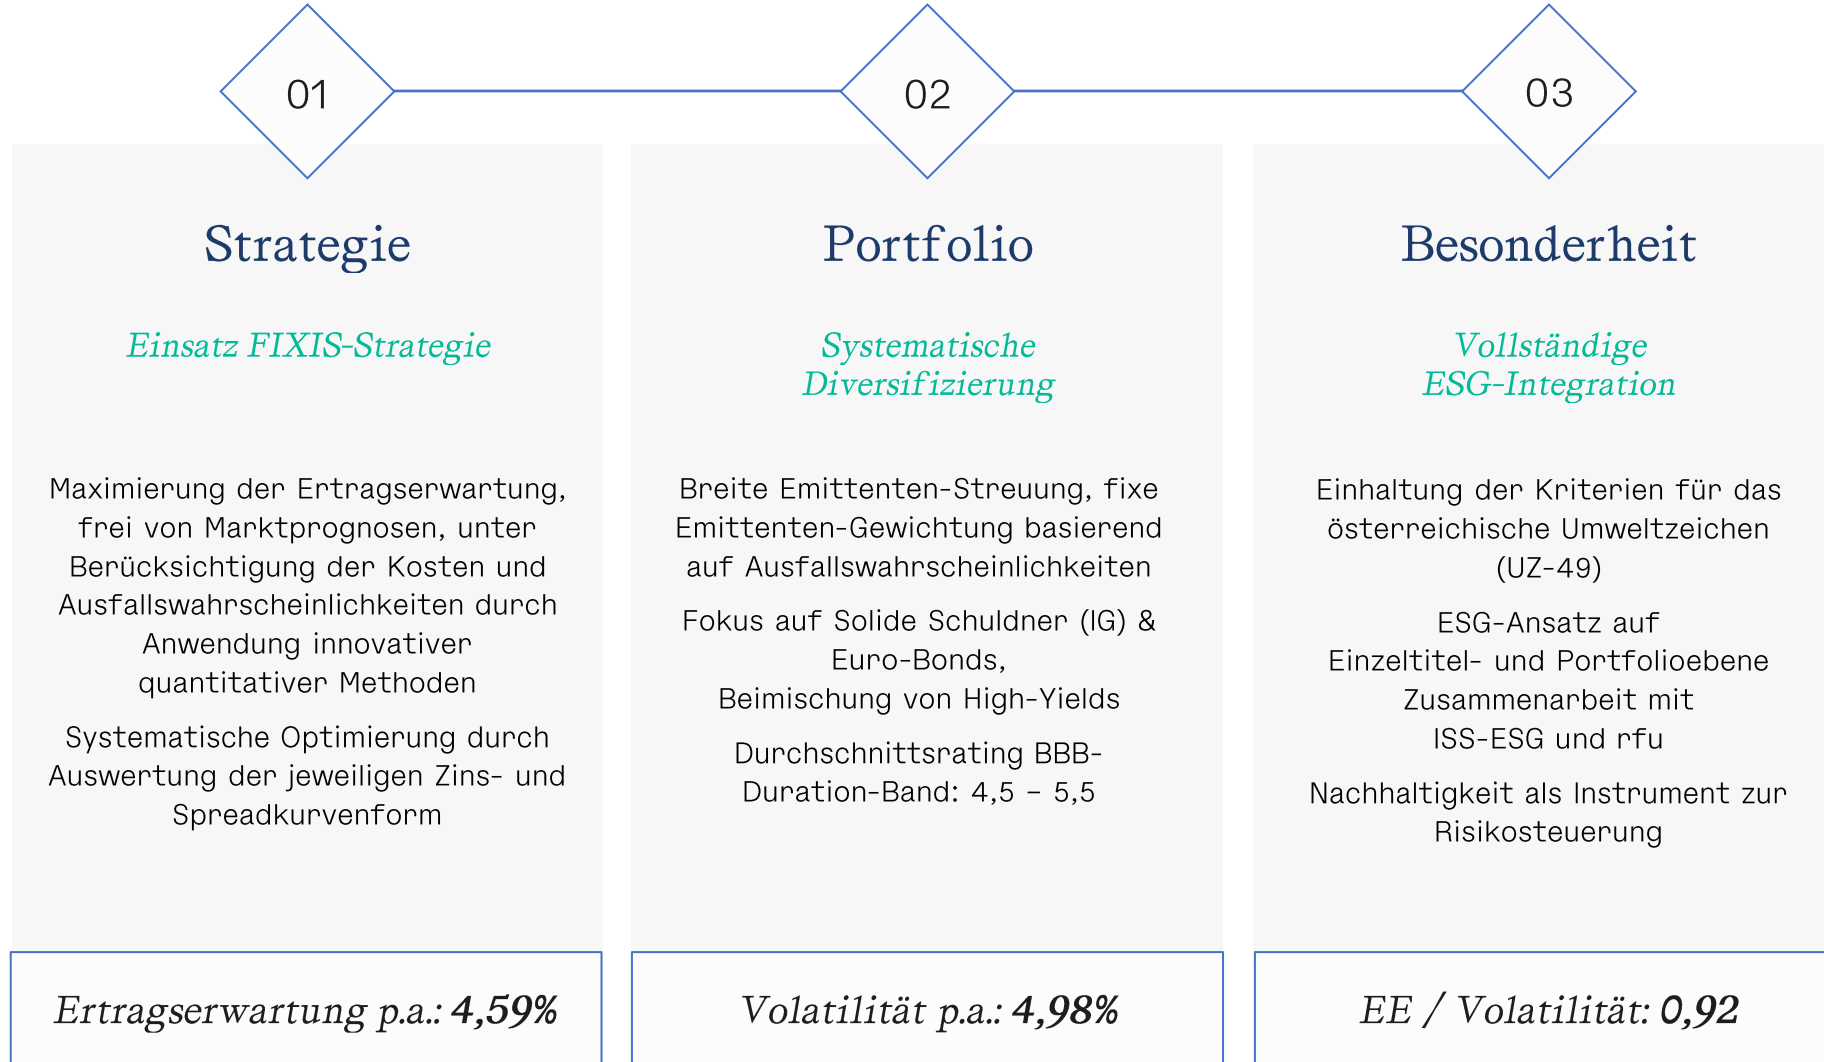 01
02
03
Strategie
Einsatz FIXIS-Strategie
Maximierung der Ertragserwartung,
frei von Marktprognosen, unter
Berücksichtigung der Kosten und
Ausfallswahrscheinlichkeiten durch
Anwendung innovativer
quantitativer Methoden
Systematische Optimierung durch
Auswertung der jeweiligen Zins- und
Spreadkurvenform
Ertragserwartung p.a.: 4,59%
Portfolio
Systematische
Diversifizierung
Breite Emittenten-Streuung, fixe
Emittenten-Gewichtung basierend
auf Ausfallswahrscheinlichkeiten
Fokus auf Solide Schuldner (IG) &
Euro-Bonds,
Beimischung von High-Yields
Durchschnittsrating BBB-
Duration-Band: 4,5 – 5,5
Volatilität p.a.: 4,98%
Besonderheit
Vollständige
ESG-Integration
Einhaltung der Kriterien für das
österreichische Umweltzeichen
(UZ-49)
ESG-Ansatz auf
Einzeltitel- und Portfolioebene
Zusammenarbeit mit
ISS-ESG und rfu
Nachhaltigkeit als Instrument zur
Risikosteuerung
EE / Volatilität: 0,92